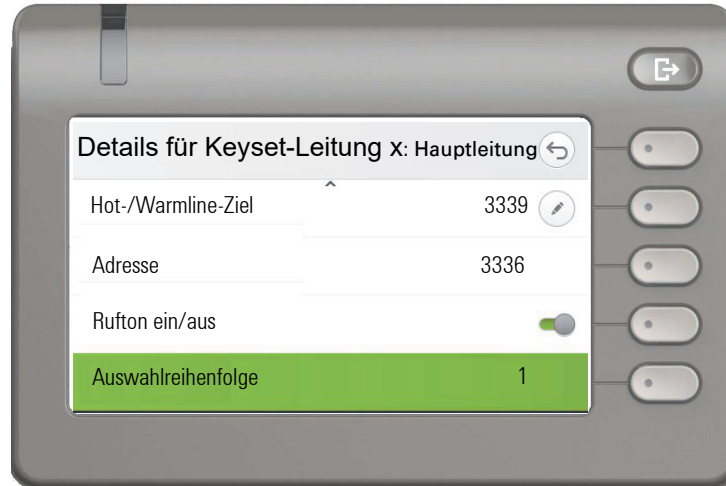 Details für Keyset-Leitung x: Hauptleitung
Hot-/Warmline-Ziel 3339
Adresse 3336
Rufton ein/aus
Auswahlreihenfolge 1